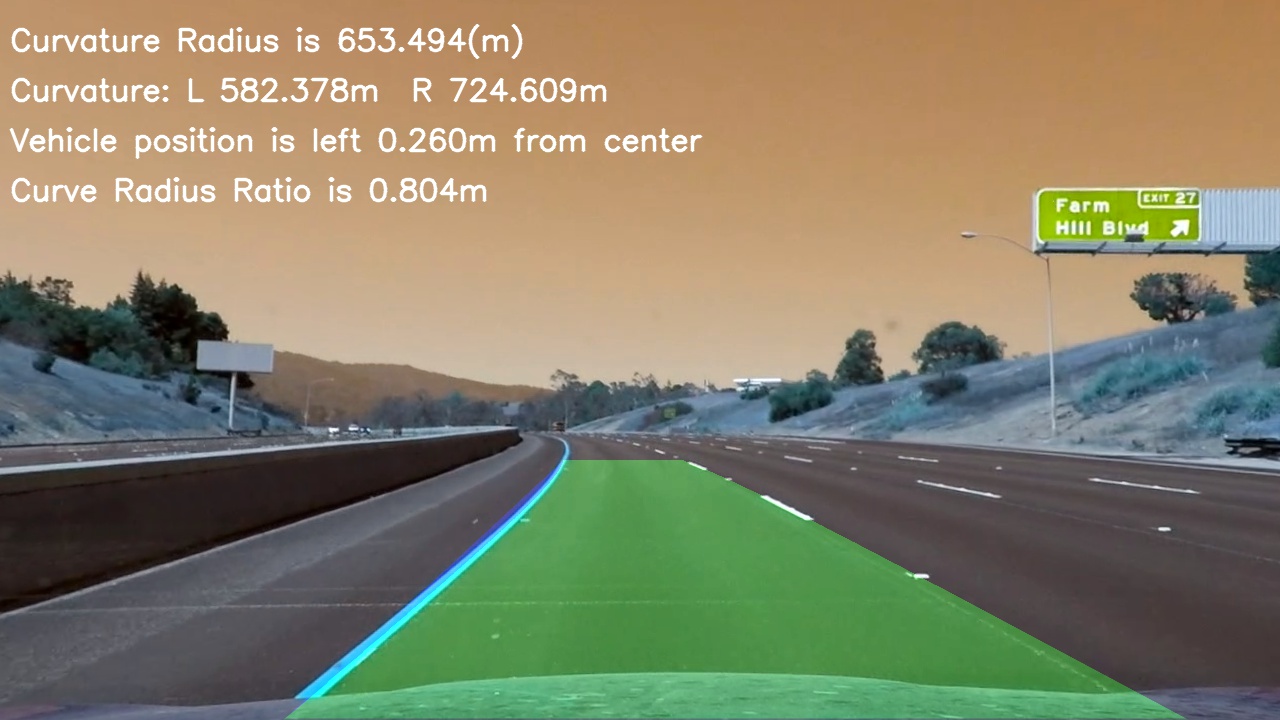 Curvature Radius is 653.494(m)
Curvature: L 582.378m R 724.609m
Vehicle position is left 0.260m from center
Curve Radius Ratio is 0.804m
EXIT 27
Farm
Hill Blvd